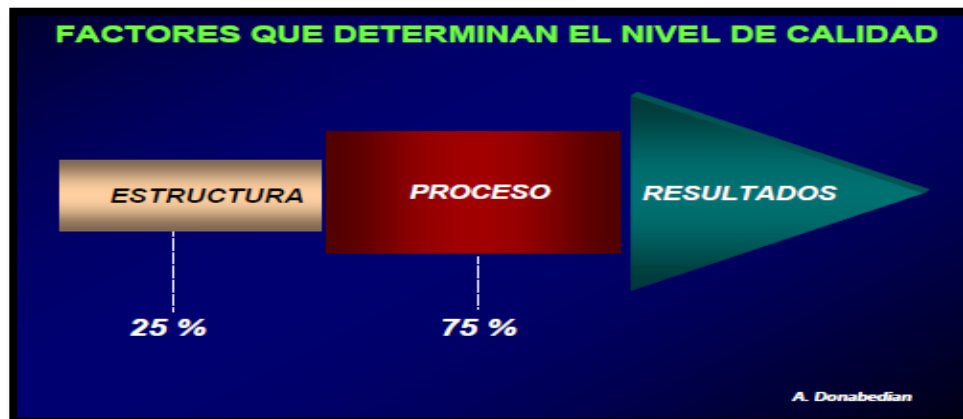 FACTORES QUE DETERMINAN EL NIVEL DE CALIDAD
ESTRUCTURA
PROCESO
RESULTADOS
25 %
75 %
A. Donabedian